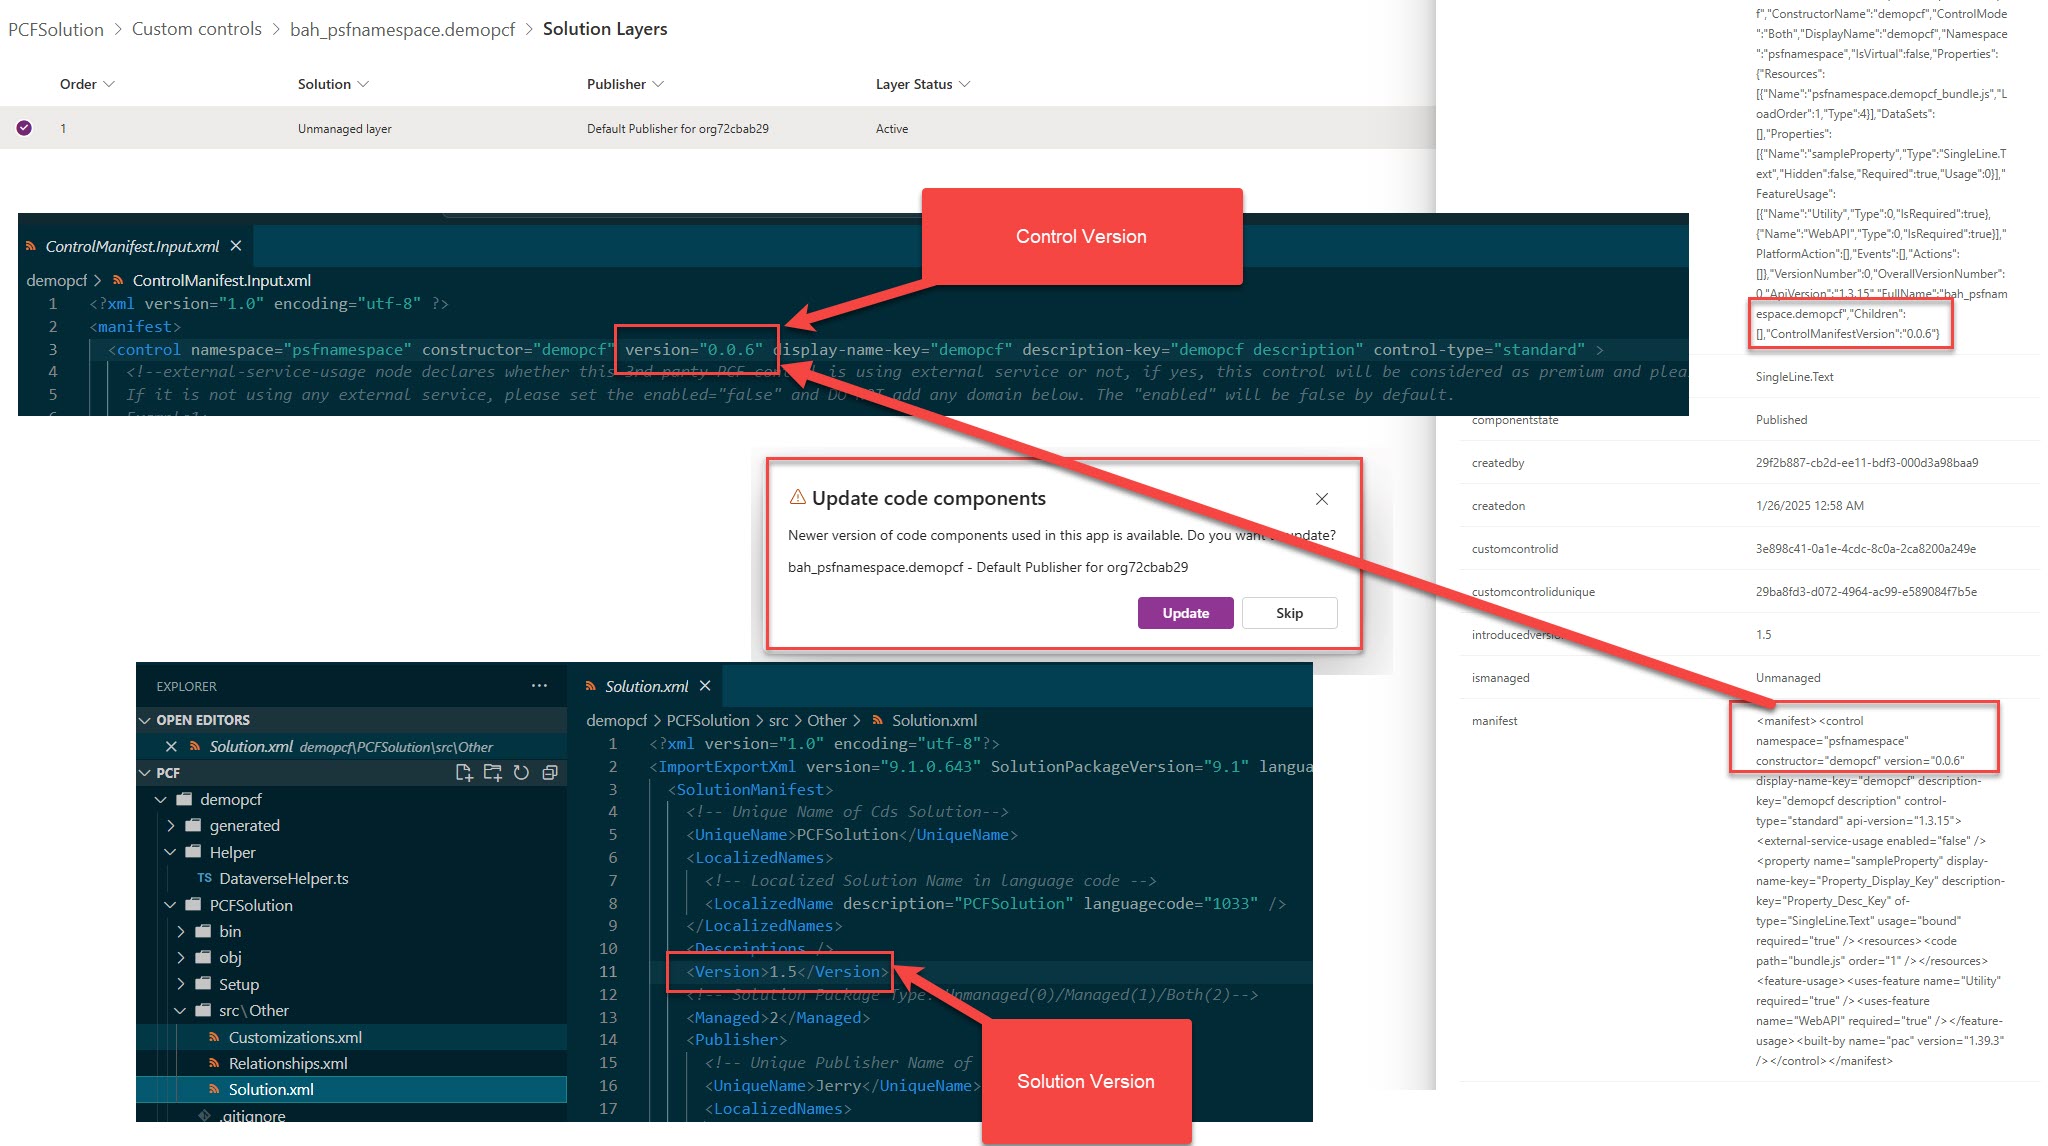 PCFSolution > Custom controls > bah_psfnamespace.demopcf > Solution Layers
Order Solution Publisher Layer Status
1 Unmanaged layer Default Publisher for org72cbab29 Active
Control Version
ControlManifest.Input.xml
demopcf > ControlManifest.Input.xml
1 <?xml version="1.0" encoding="utf-8" ?>
2 <manifest>
3 <control namespace="psfnamespace" constructor="demopcf" version="0.0.6" display-name-key="demopcf" description-key="demopcf description" control-type="standard" >
4 <!--external-service-usage node declares whether this 3rd party PCF control is using external service or not, if yes, this control will be considered as premium and plea
5 If it is not using any external service, please set the enabled="false" and DO NOT add any domain below. The "enabled" will be false by default.
Update code components
Newer version of code components used in this app is available. Do you want to update?
bah_psfnamespace.demopcf - Default Publisher for org72cbab29
Update Skip
EXPLORER
OPEN EDITORS
Solution.xml demopcf\PCFSolution\src\Other
PCF
demopcf
generated
Helper
TS DataverseHelper.ts
PCFSolution
bin
obj
Setup
src\Other
Customizations.xml
Relationships.xml
Solution.xml
.gitignore
Solution.xml
demopcf > PCFSolution > src > Other > Solution.xml
1 <?xml version="1.0" encoding="utf-8"?>
2 <ImportExportXml version="9.1.0.643" SolutionPackageVersion="9.1" langua
3 <SolutionManifest>
4 <!-- Unique Name of Cds Solution-->
5 <UniqueName>PCFSolution</UniqueName>
6 <LocalizedNames>
7 <!-- Localized Solution Name in language code -->
8 <LocalizedName description="PCFSolution" languagecode="1033" />
9 </LocalizedNames>
10 <Descriptions />
11 <Version>1.5</Version>
12 <!-- Solution Package Type: Unmanaged(0)/Managed(1)/Both(2)-->
13 <Managed>2</Managed>
14 <Publisher>
15 <!-- Unique Publisher Name of
16 <UniqueName>Jerry</UniqueName>
17 <LocalizedNames>
Solution Version
f","ConstructorName":"demopcf","ControlMode
":"Both","DisplayName":"demopcf","Namespace
":"psfnamespace","IsVirtual":false,"Properties":
{"Resources":
[{"Name":"psfnamespace.demopcf_bundle.js","L
oadOrder":1,"Type":4}],"DataSets":
[],"Properties":
[{"Name":"sampleProperty","Type":"SingleLine.T
ext","Hidden":false,"Required":true,"Usage":0}],"
FeatureUsage":
[{"Name":"Utility","Type":0,"IsRequired":true},
{"Name":"WebAPI","Type":0,"IsRequired":true}],"
PlatformAction":[],"Events":[],"Actions":
[]},"VersionNumber":0,"OverallVersionNumber":
0,"ApiVersion":"1.3.15","FullName":"bah_psfnam
espace.demopcf","Children":
[],"ControlManifestVersion":"0.0.6"}
SingleLine.Text
componentstate Published
createdby 29f2b887-cb2d-ee11-bdf3-000d3a98baa9
createdon 1/26/2025 12:58 AM
customcontrolid 3e898c41-0a1e-4cdc-8c0a-2ca8200a249e
customcontrolidunique 29ba8fd3-d072-4964-ac99-e589084f7b5e
introducedversion 1.5
ismanaged Unmanaged
manifest <manifest><control
namespace="psfnamespace"
constructor="demopcf" version="0.0.6"
display-name-key="demopcf" description-
key="demopcf description" control-
type="standard" api-version="1.3.15">
<external-service-usage enabled="false" />
<property name="sampleProperty" display-
name-key="Property_Display_Key" description-
key="Property_Desc_Key" of-
type="SingleLine.Text" usage="bound"
required="true" /><resources><code
path="bundle.js" order="1" /></resources>
<feature-usage><uses-feature name="Utility"
required="true" /><uses-feature
name="WebAPI" required="true" /></feature-
usage><built-by name="pac" version="1.39.3"
/></control></manifest>